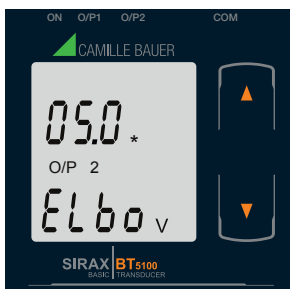 ON O/P1 O/P2 COM
CAMILLE BAUER
05.0 *
O/P 2
ELbo V
SIRAX BT5100
BASIC TRANSDUCER